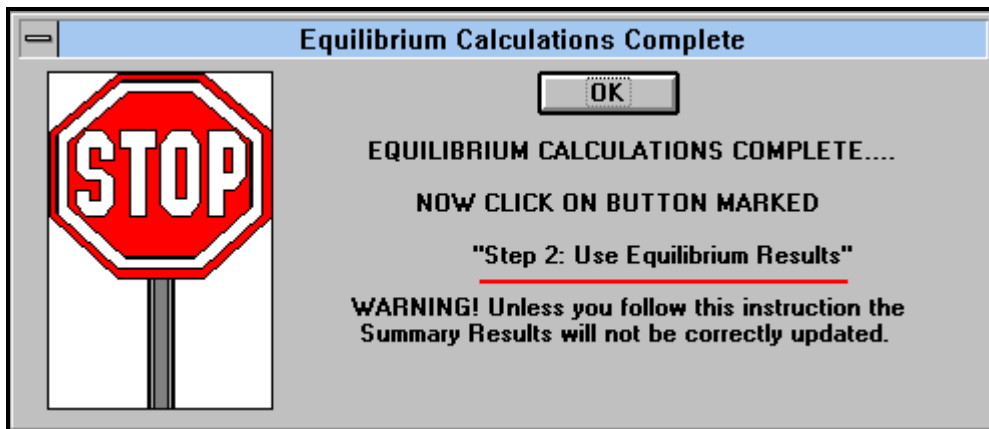 Equilibrium Calculations Complete
STOP
OK
EQUILIBRIUM CALCULATIONS COMPLETE....
NOW CLICK ON BUTTON MARKED
"Step 2: Use Equilibrium Results"
WARNING! Unless you follow this instruction the
Summary Results will not be correctly updated.